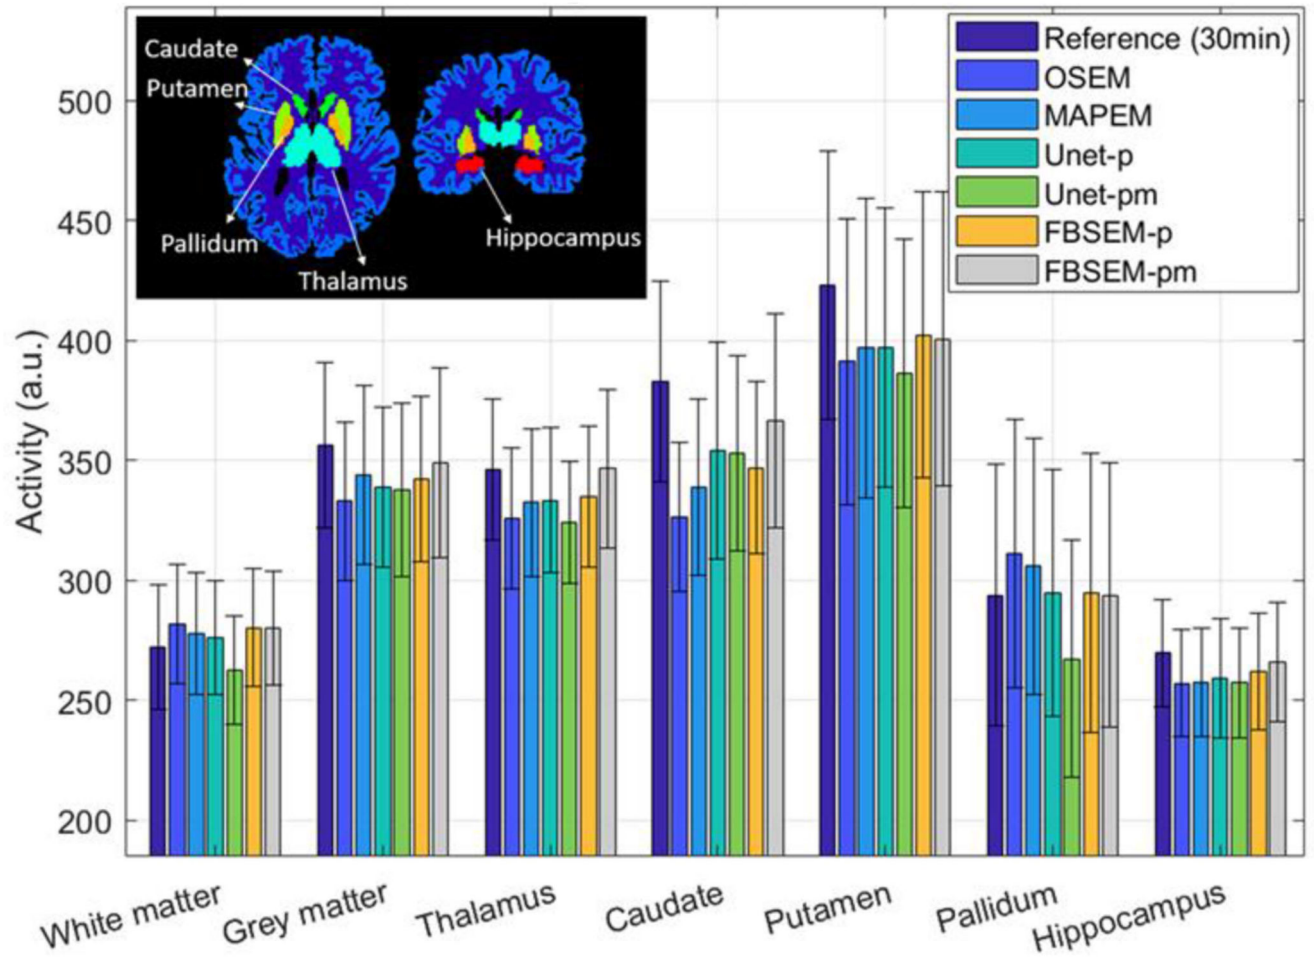 Caudate
Putamen
Pallidum
Thalamus
Hippocampus
Reference (30min)
OSEM
MAPEM
Unet-p
Unet-pm
FBSEM-p
FBSEM-pm
Activity (a.u.)
500
450
400
350
300
250
200
White matter
Grey matter
Thalamus
Caudate
Putamen
Pallidum
Hippocampus